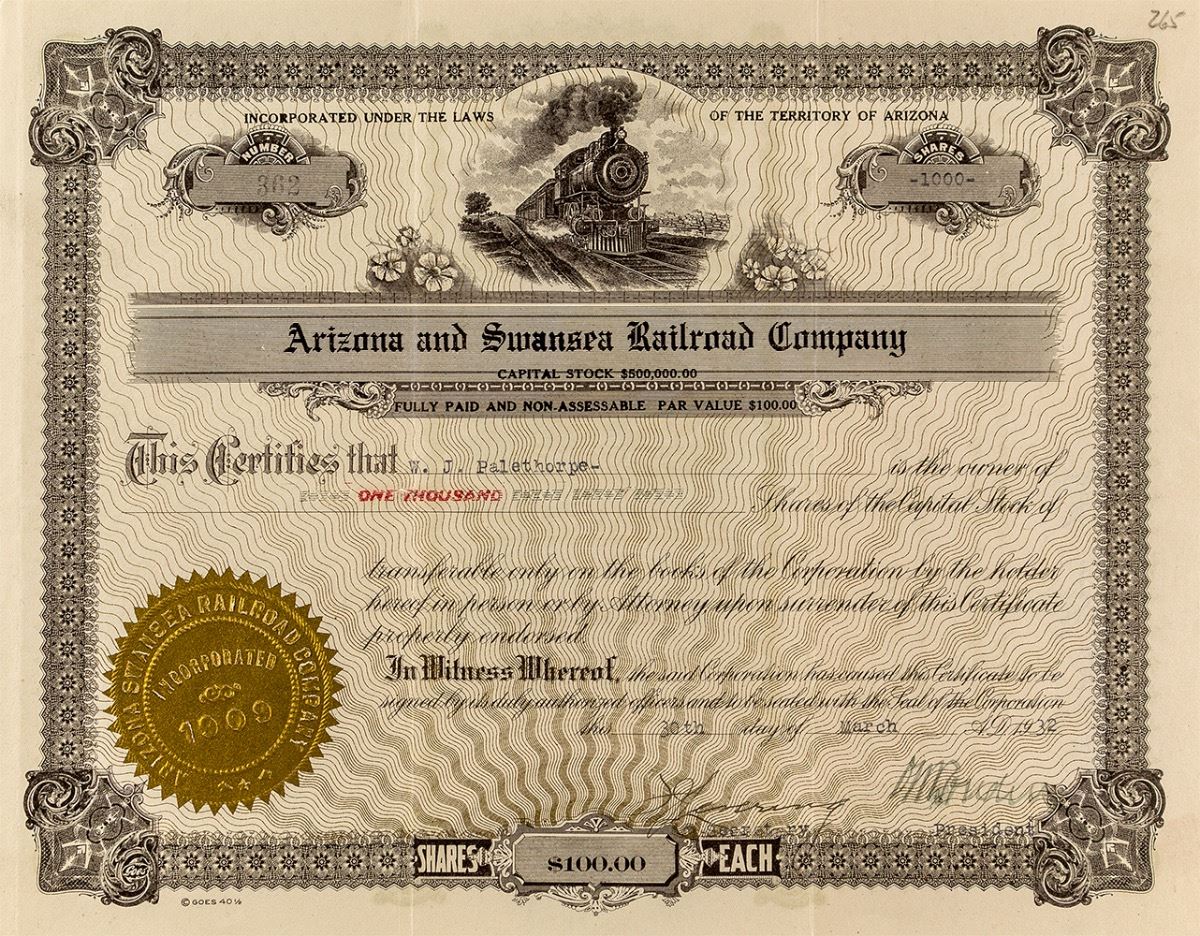 265
INCORPORATED UNDER THE LAWS OF THE TERRITORY OF ARIZONA
NUMBER
362
SHARES
-1000-
Arizona and Swansea Railroad Company
CAPITAL STOCK $500,000.00
FULLY PAID AND NON-ASSESSABLE PAR VALUE $100.00
This Certifies that W. J. Palethorpe- is the owner of
ONE THOUSAND Shares of the Capital Stock of
transferable only on the books of the Corporation by the holder
hereof in person or by Attorney upon surrender of this Certificate
properly endorsed.
In Witness Whereof, the said Corporation has caused this Certificate to be
signed by its duly authorized officers and to be sealed with the Seal of the Corporation
this 30th day of March A.D. 1932
Secretary
President
ARIZONA SWANSEA RAILROAD COMPANY
INCORPORATED
1909
SHARES $100.00 EACH
GOES
© GOES 40 ½